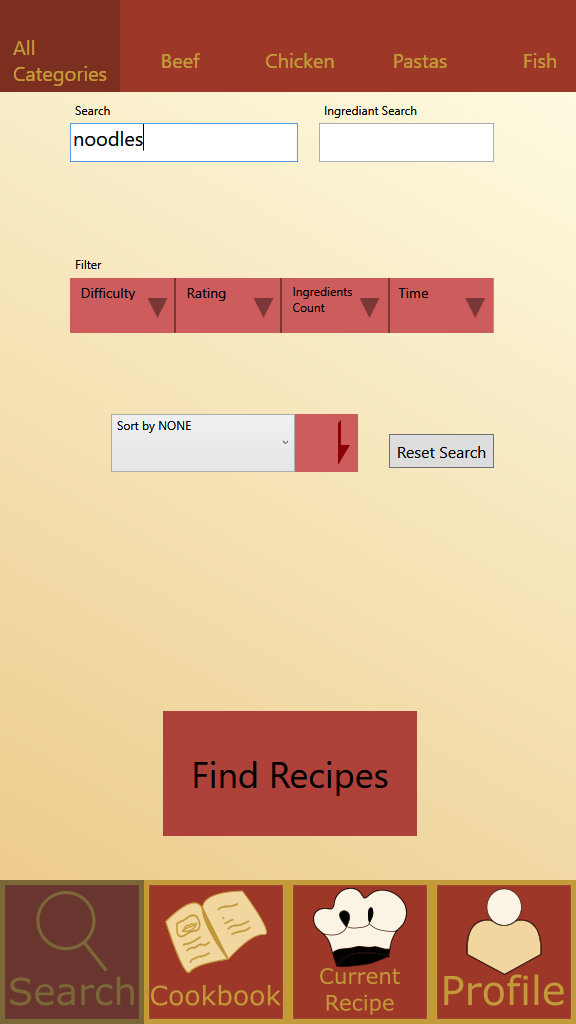 All
Categories
Beef
Chicken
Pastas
Fish
Search
Ingrediant Search
noodles
Filter
Difficulty
Rating
Ingredients
Count
Time
Sort by NONE
Reset Search
Find Recipes
Search
Cookbook
Current
Recipe
Profile